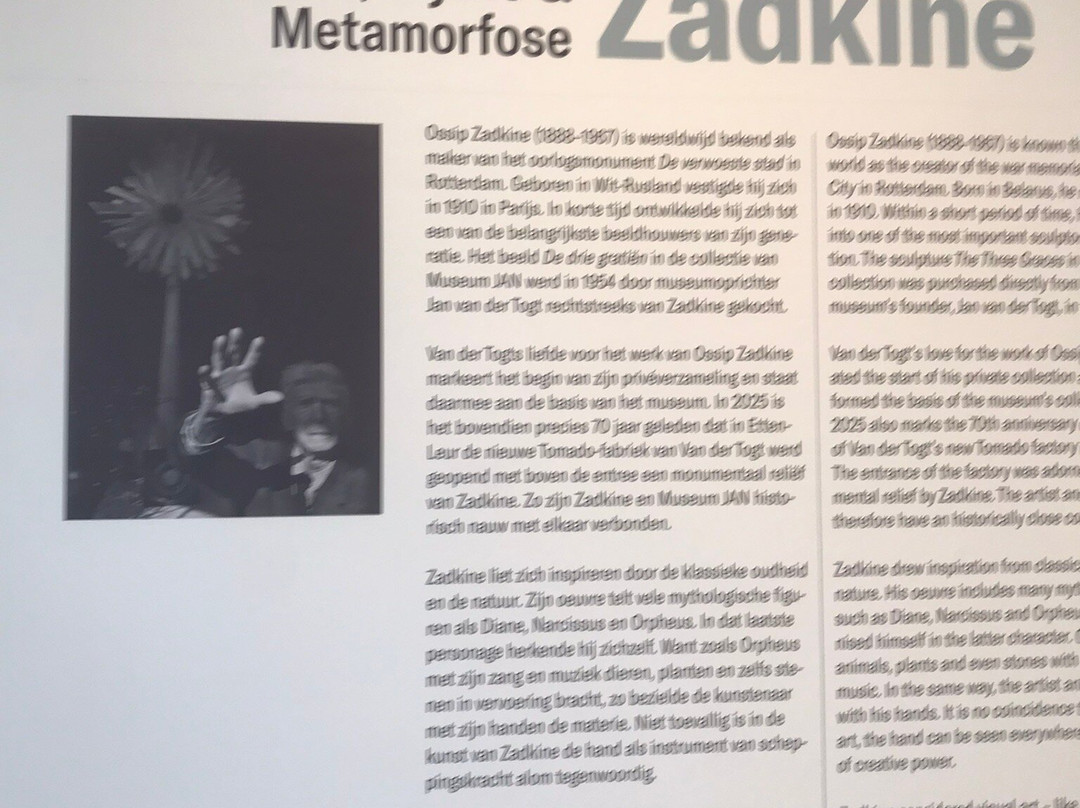 Metamorfose
Zadkine
Ossip Zadkine (1888-1967) is wereldwijd bekend als
maker van het oorlogsmonument De verwoeste stad in
Rotterdam. Geboren in Wit-Rusland vestigde hij zich
in 1910 in Parijs. In korte tijd ontwikkelde hij zich tot
een van de belangrijkste beeldhouwers van zijn gene-
ratie. Het beeld De drie gratiën in de collectie van
Museum JAN werd in 1954 door museumoprichter
Jan van der Togt rechtstreeks van Zadkine gekocht.
Van der Togts liefde voor het werk van Ossip Zadkine
markeert het begin van zijn privéverzameling en staat
daarmee aan de basis van het museum. In 2025 is
het bovendien precies 70 jaar geleden dat in Etten-
Leur de nieuwe Tomado-fabriek van Van der Togt werd
geopend met boven de entree een monumentaal reliëf
van Zadkine. Zo zijn Zadkine en Museum JAN histo-
risch nauw met elkaar verbonden.
Zadkine liet zich inspireren door de klassieke oudheid
en de natuur. Zijn oeuvre telt vele mythologische figu-
ren als Diane, Narcissus en Orpheus. In dat laatste
personage herkende hij zichzelf. Want zoals Orpheus
met zijn zang en muziek dieren, planten en zelfs ste-
nen in vervoering bracht, zo bezielde de kunstenaar
met zijn handen de materie. Niet toevallig is in de
kunst van Zadkine de hand als instrument van schep-
pingskracht alom tegenwoordig.
Ossip Zadkine (1888-1967) is known
world as the creator of the war
City in Rotterdam. Born in Belarus, he
in 1910. Within a short period of time,
into one of the most important
tion. The sculpture The Three Graces in
collection was purchased directly from
museum's founder, Jan van der Togt, in
Van der Togt's love for the work of
ated the start of his private collection
formed the basis of the museum's
2025 also marks the 70th anniversary
of Van der Togt's new Tomado factory
The entrance of the factory was
mental relief by Zadkine. The artist
therefore have an historically close
Zadkine drew inspiration from
nature. His oeuvre includes many
such as Diane, Narcissus and
nised himself in the latter character.
animals, plants and even stones with
music. In the same way, the artist
with his hands. It is no coincidence
art, the hand can be seen everywhere
of creative power.